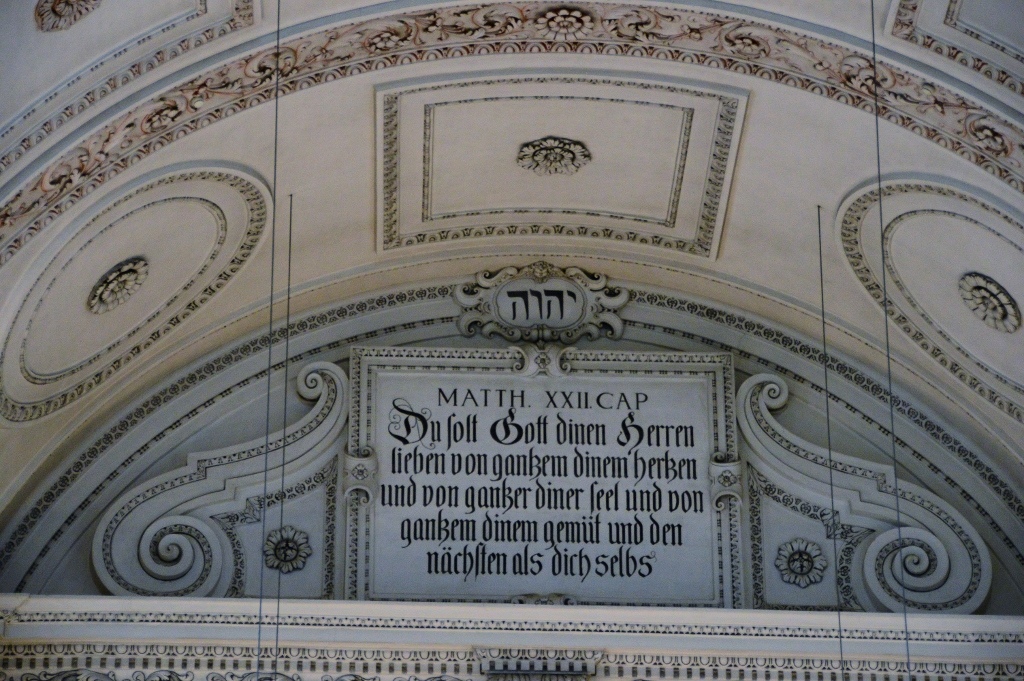 יהוה
MATTH. XXII. CAP
Du solt Gott dinen Herren
lieben von gantzem dinem hertzen
und von gantzer diner seel und von
gantzem dinem gemüt und den
nächsten als dich selbs